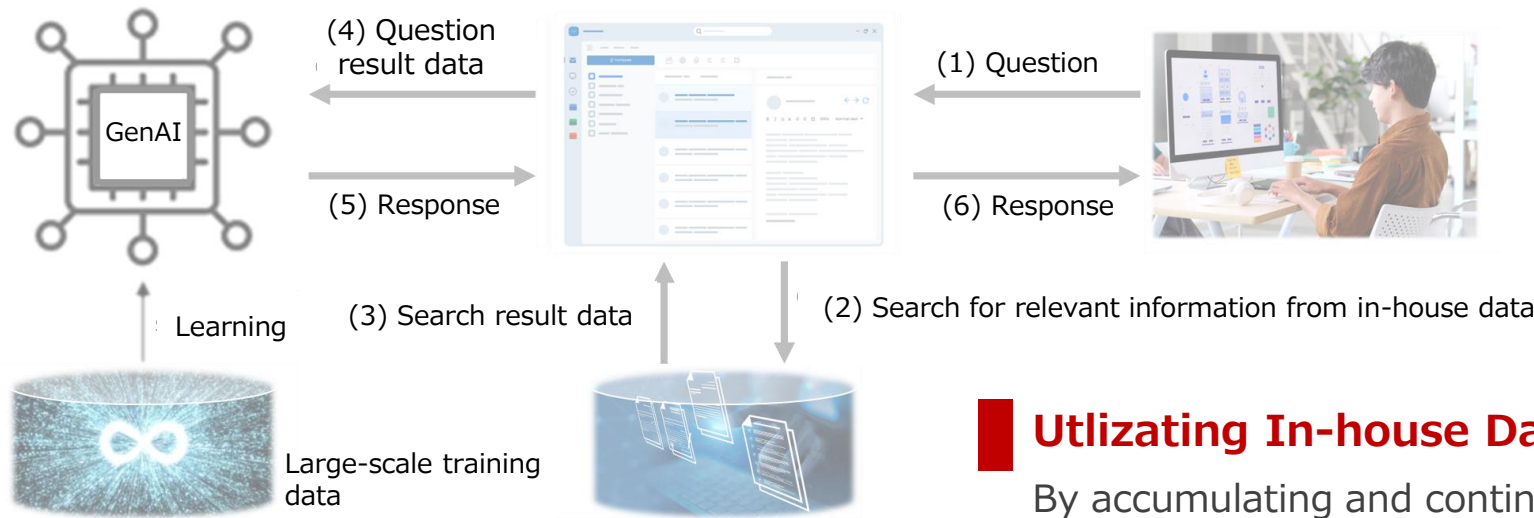 (4) Question
result data
(1) Question
GenAI
(5) Response
(6) Response
(3) Search result data
(2) Search for relevant information from in-house data
Learning
Large-scale training
data
Utlizating In-house Da
By accumulating and contin